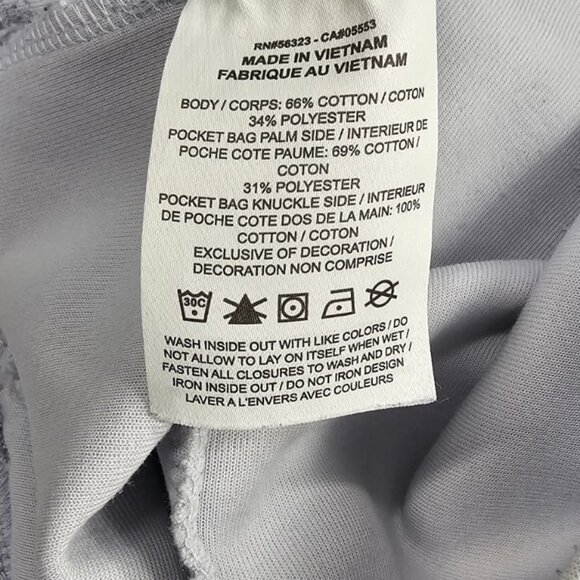 RN#56323 - CA#05553
MADE IN VIETNAM
FABRIQUE AU VIETNAM
BODY / CORPS: 66% COTTON / COTON
34% POLYESTER
POCKET BAG PALM SIDE / INTERIEUR DE
POCHE COTE PAUME: 69% COTTON /
COTON
31% POLYESTER
POCKET BAG KNUCKLE SIDE / INTERIEUR
DE POCHE COTE DOS DE LA MAIN: 100%
COTTON / COTON
EXCLUSIVE OF DECORATION /
DECORATION NON COMPRISE
30C
WASH INSIDE OUT WITH LIKE COLORS / DO
NOT ALLOW TO LAY ON ITSELF WHEN WET /
FASTEN ALL CLOSURES TO WASH AND DRY /
IRON INSIDE OUT / DO NOT IRON DESIGN
LAVER A L'ENVERS AVEC COULEURS